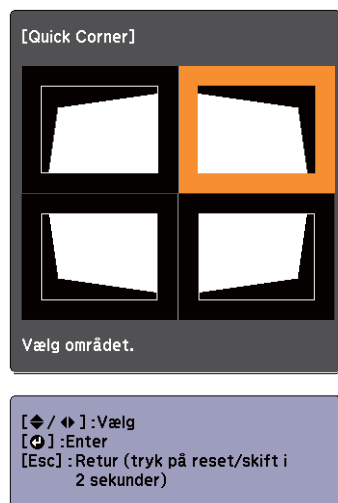 [Quick Corner]
Vælg området.
[⬘/◂▸] :Vælg
[↵] :Enter
[Esc] :Retur (tryk på reset/skift i
2 sekunder)